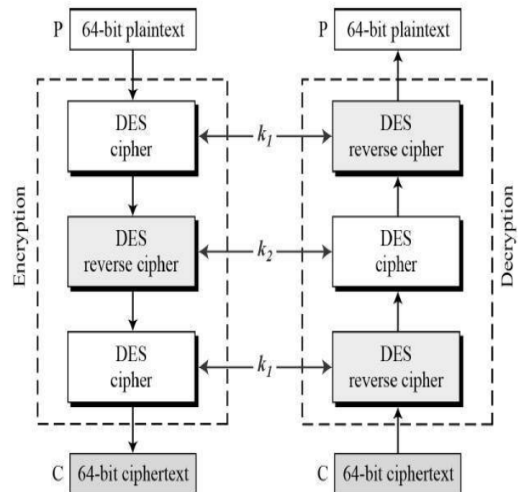 P 64-bit plaintext
P 64-bit plaintext
Encryption
DES
cipher
k1
DES
reverse cipher
DES
reverse cipher
k2
DES
cipher
DES
cipher
k1
DES
reverse cipher
Decryption
C 64-bit ciphertext
C 64-bit ciphertext